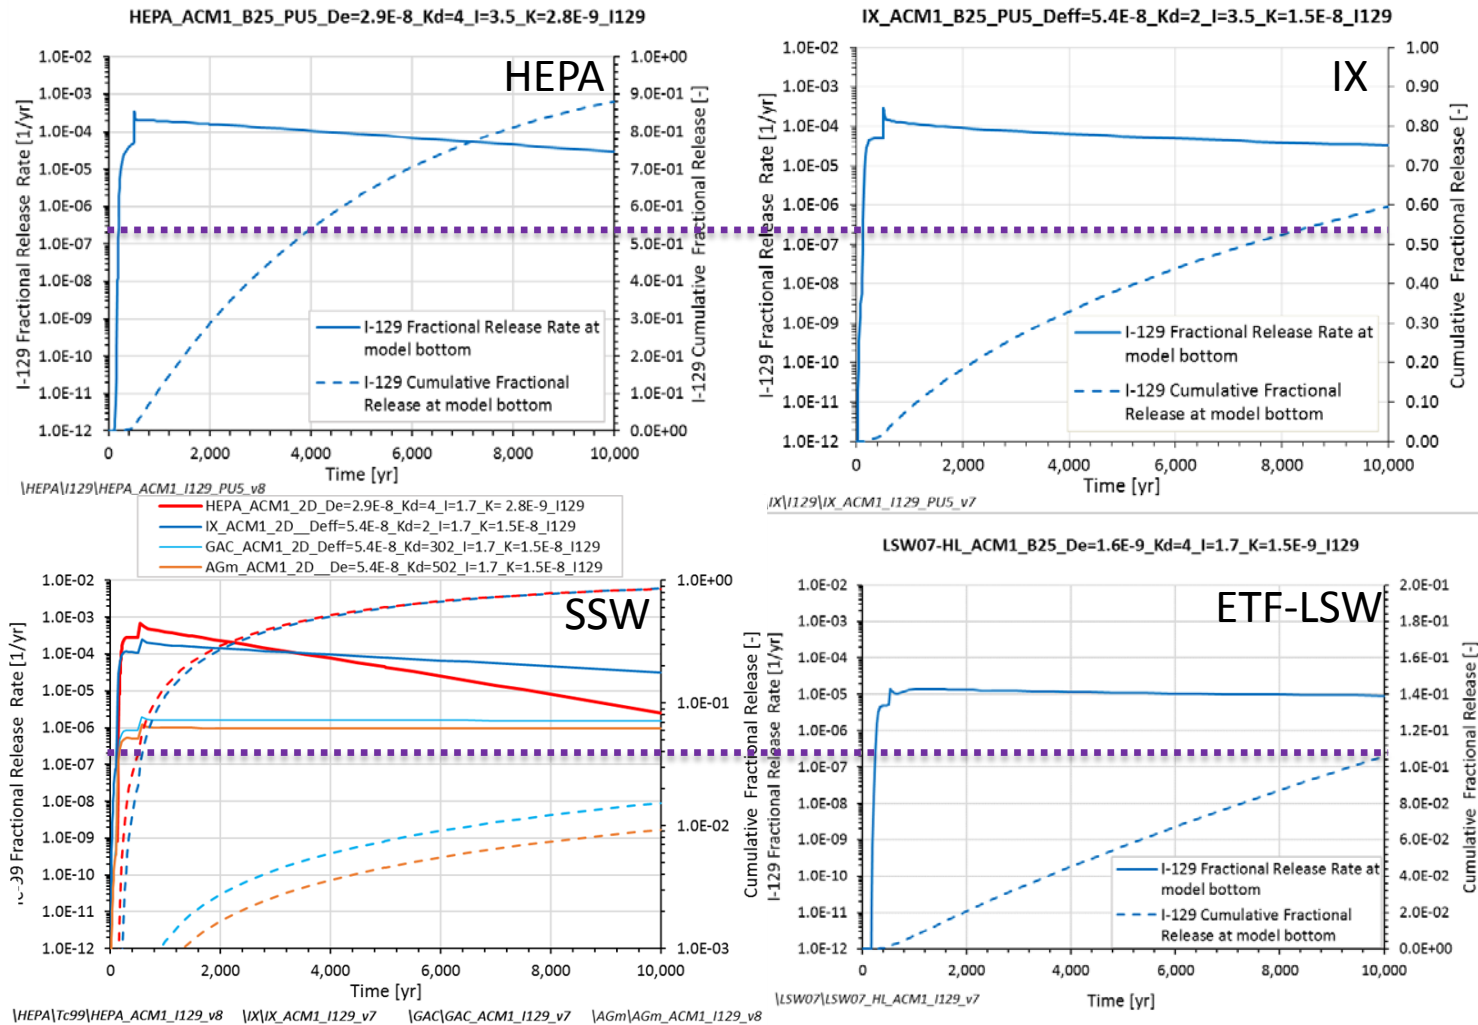 HEPA_ACM1_B25_PU5_De=2.9E-8_Kd=4_I=3.5_K=2.8E-9_I129
HEPA
1.0E-02
1.0E-03
1.0E-04
1.0E-05
1.0E-06
1.0E-07
1.0E-08
1.0E-09
1.0E-10
1.0E-11
1.0E-12
I-129 Fractional Release Rate [1/yr]
1.0E+00
9.0E-01
8.0E-01
7.0E-01
6.0E-01
5.0E-01
4.0E-01
3.0E-01
2.0E-01
1.0E-01
0.0E+00
I-129 Cumulative Fractional Release [-]
I-129 Fractional Release Rate at
model bottom
I-129 Cumulative Fractional
Release at model bottom
0 2,000 4,000 6,000 8,000 10,000
Time [yr]
\HEPA\I129\HEPA_ACM1_I129_PU5_v8
IX_ACM1_B25_PU5_Deff=5.4E-8_Kd=2_I=3.5_K=1.5E-8_I129
IX
1.0E-02
1.0E-03
1.0E-04
1.0E-05
1.0E-06
1.0E-07
1.0E-08
1.0E-09
1.0E-10
1.0E-11
1.0E-12
I-129 Fractional Release Rate [1/yr]
1.00
0.90
0.80
0.70
0.60
0.50
0.40
0.30
0.20
0.10
0.00
Cumulative Fractional Release [-]
I-129 Fractional Release Rate at
model bottom
I-129 Cumulative Fractional
Release at model bottom
0 2,000 4,000 6,000 8,000 10,000
Time [yr]
IX\I129\IX_ACM1_I129_PU5_v7
HEPA_ACM1_2D_De=2.9E-8_Kd=4_I=1.7_K= 2.8E-9_I129
IX_ACM1_2D__Deff=5.4E-8_Kd=2_I=1.7_K=1.5E-8_I129
GAC_ACM1_2D_Deff=5.4E-8_Kd=302_I=1.7_K=1.5E-8_I129
AGm_ACM1_2D__De=5.4E-8_Kd=502_I=1.7_K=1.5E-8_I129
SSW
1.0E-02
1.0E-03
1.0E-04
1.0E-05
1.0E-06
1.0E-07
1.0E-08
1.0E-09
1.0E-10
1.0E-11
1.0E-12
Fractional Release Rate [1/yr]
1.0E+00
1.0E-01
1.0E-02
1.0E-03
Cumulative Fractional Release [-]
0 2,000 4,000 6,000 8,000 10,000
Time [yr]
\HEPA\Tc99\HEPA_ACM1_I129_v8 \IX\IX_ACM1_I129_v7 \GAC\GAC_ACM1_I129_v7 \AGm\AGm_ACM1_I129_v8
LSW07-HL_ACM1_B25_De=1.6E-9_Kd=4_I=1.7_K=1.5E-9_I129
ETF-LSW
1.0E-02
1.0E-03
1.0E-04
1.0E-05
1.0E-06
1.0E-07
1.0E-08
1.0E-09
1.0E-10
1.0E-11
1.0E-12
I-129 Fractional Release Rate [1/yr]
2.0E-01
1.8E-01
1.6E-01
1.4E-01
1.2E-01
1.0E-01
8.0E-02
6.0E-02
4.0E-02
2.0E-02
0.0E+00
Cumulative Fractional Release [-]
I-129 Fractional Release Rate at
model bottom
I-129 Cumulative Fractional
Release at model bottom
0 2,000 4,000 6,000 8,000 10,000
Time [yr]
\LSW07\LSW07_HL_ACM1_I129_v7